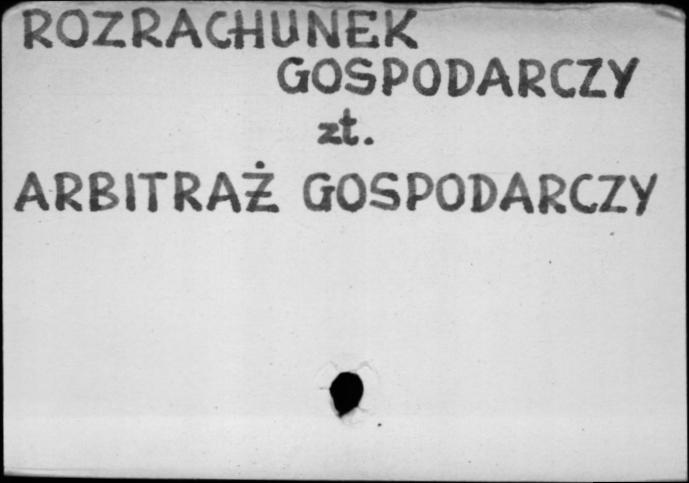 ROZRACHUNEK
GOSPODARCZY
zt.
ARBITRAŻ GOSPODARCZY